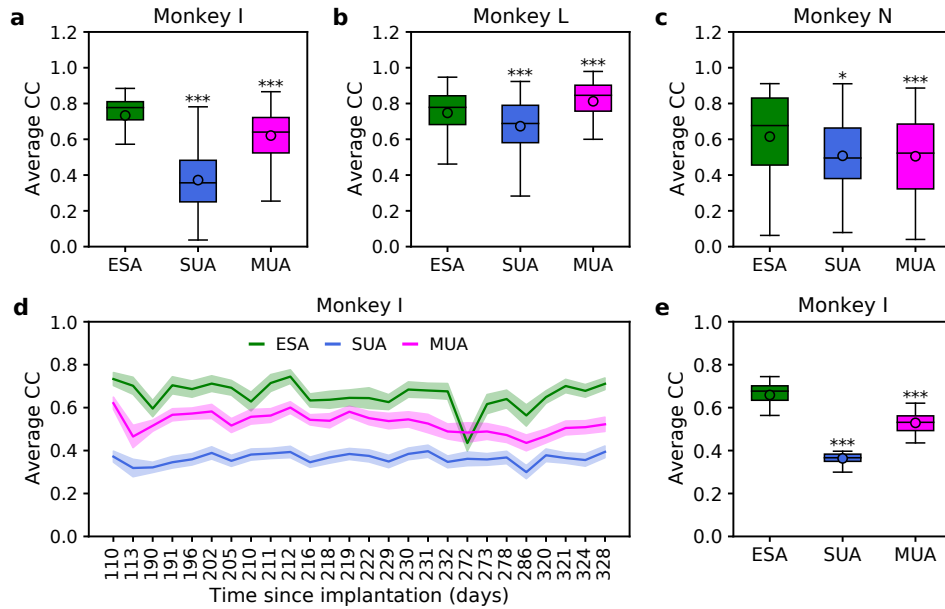 a
Monkey I
Average CC
1.2
1.0
0.8
0.6
0.4
0.2
0.0
***
***
ESA SUA MUA
b
Monkey L
Average CC
1.2
1.0
0.8
0.6
0.4
0.2
0.0
***
***
ESA SUA MUA
c
Monkey N
Average CC
1.2
1.0
0.8
0.6
0.4
0.2
0.0
*
***
ESA SUA MUA
d
Monkey I
Average CC
1.0
0.8
0.6
0.4
0.2
0.0
ESA SUA MUA
110 113 190 191 196 202 205 210 211 212 216 218 219 222 229 230 231 232 272 273 278 286 320 321 324 328
Time since implantation (days)
e
Monkey I
Average CC
1.0
0.8
0.6
0.4
0.2
0.0
***
***
ESA SUA MUA